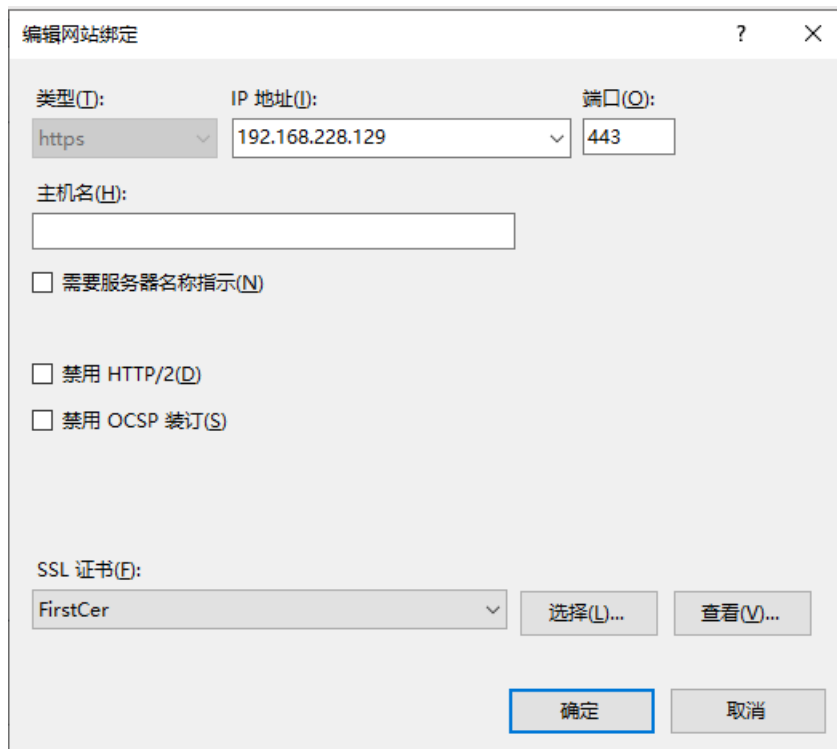 编辑网站绑定 ?
类型(T): IP 地址(I): 端口(O):
https 192.168.228.129 443
主机名(H):
需要服务器名称指示(N)
禁用 HTTP/2(D)
禁用 OCSP 装订(S)
SSL 证书(F):
FirstCer 选择(L)... 查看(V)...
确定 取消